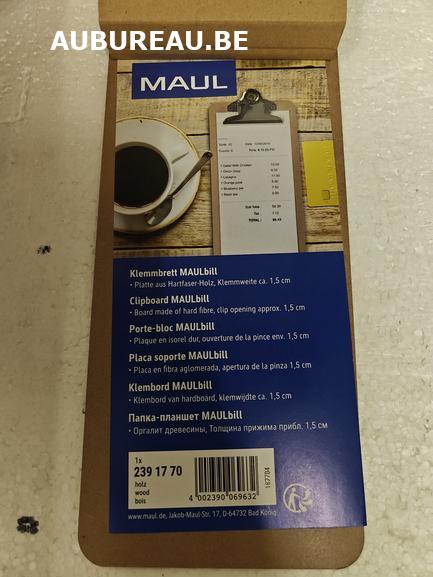 AUBUREAU.BE
MAUL
Klemmbrett MAULbill
• Platte aus Hartfaser-Holz, Klemmweite ca. 1,5 cm
Clipboard MAULbill
• Board made of hard fibre, clip opening approx. 1,5 cm
Porte-bloc MAULbill
• Plaque en isorel dur, ouverture de la pince env. 1,5 cm
Placa soporte MAULbill
• Placa en fibra aglomerada, apertura de la pinza 1,5 cm
Klembord MAULbill
• Klembord van hardboard, klemwijdte ca. 1,5 cm
Папка-планшет MAULbill
• Оргалит древесины, Толщина прижима прибл. 1,5 см
1x
239 17 70
holz
wood
bois
4 002390 069632
187704
www.maul.de, Jakob-Maul-Str. 17, D-64732 Bad König